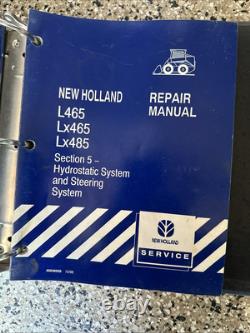 NEW HOLLAND
L465
Lx465
Lx485
Section 5 -
Hydrostatic System
and Steering
System
REPAIR
MANUAL
NEW HOLLAND
SERVICE